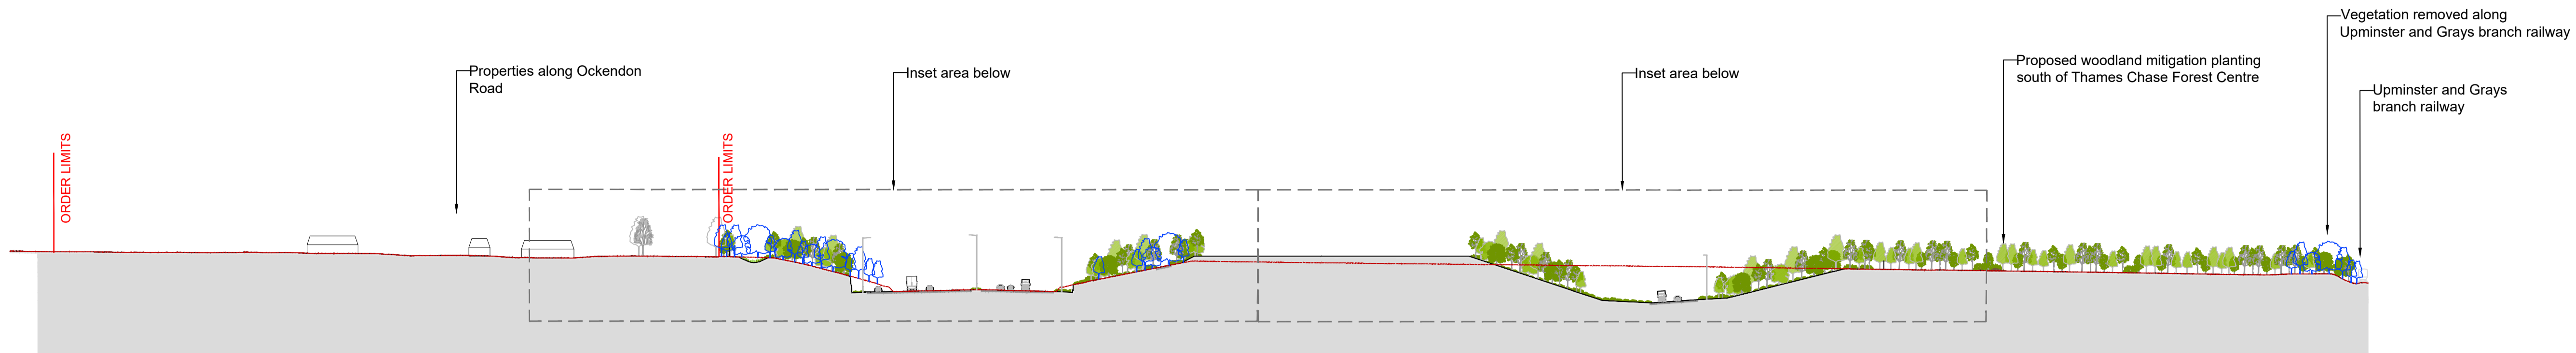 Vegetation removed along
Upminster and Grays branch railway
Properties along Ockendon
Road
Inset area below
Inset area below
Proposed woodland mitigation planting
south of Thames Chase Forest Centre
Upminster and Grays
branch railway
ORDER LIMITS
ORDER LIMITS